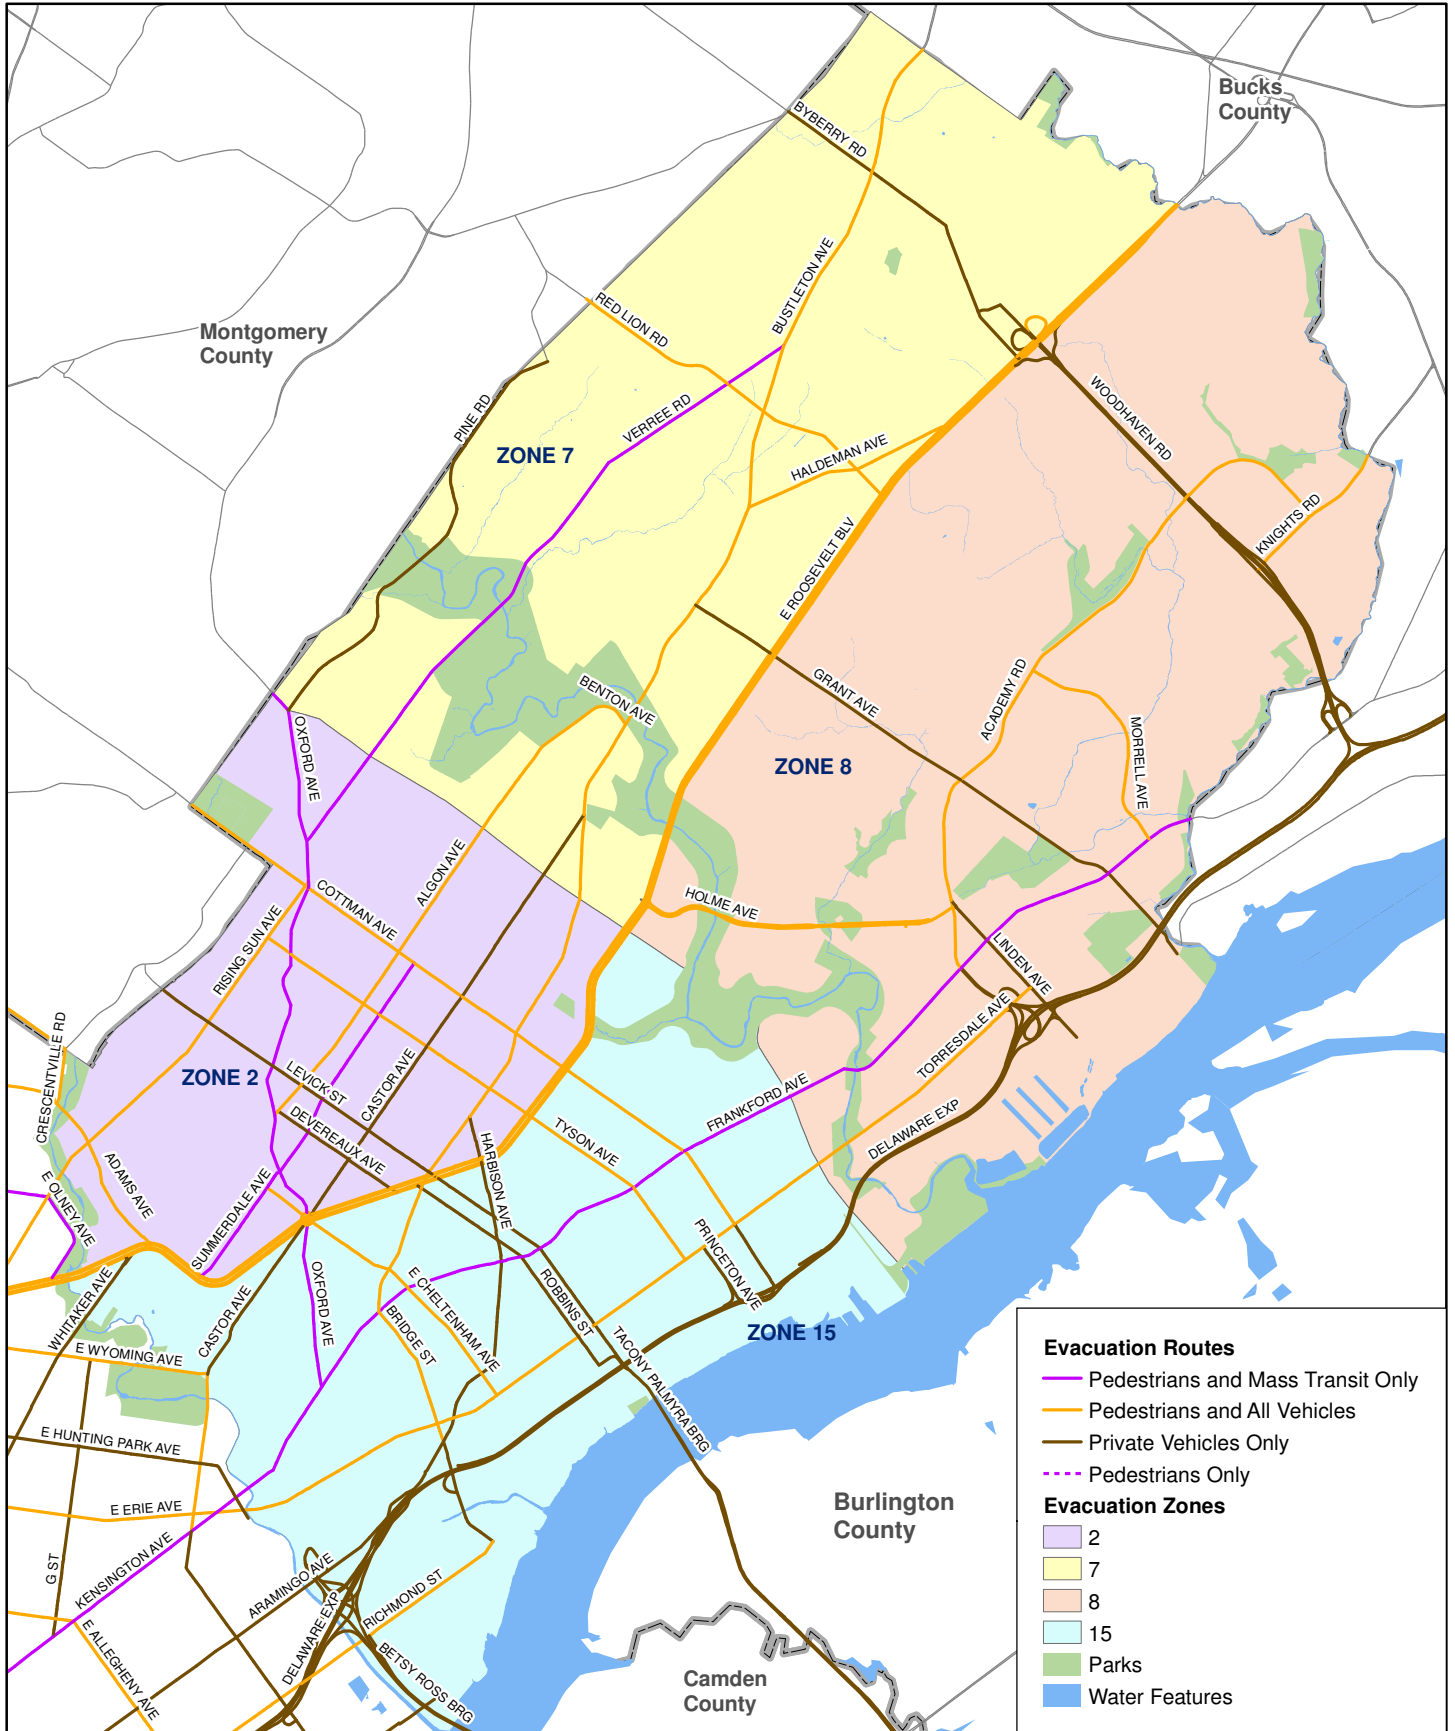 Bucks
County
BYBERRY RD
BUSTLETON AVE
RED LION RD
Montgomery
County
WOODHAVEN RD
PINE RD
VERREE RD
ZONE 7
HALDEMAN AVE
KNIGHTS RD
E ROOSEVELT BLV
GRANT AVE
ACADEMY RD
BENTON AVE
MORRELL AVE
OXFORD AVE
ZONE 8
ALGON AVE
COTTMAN AVE
HOLME AVE
RISING SUN AVE
LINDEN AVE
TORRESDALE AVE
CRESCENTVILLE RD
ZONE 2
LEVICK ST
CASTOR AVE
DEVEREAUX AVE
FRANKFORD AVE
DELAWARE EXP
TYSON AVE
HARBISON AVE
ADAMS AVE
E OLNEY AVE
SUMMERDALE AVE
PRINCETON AVE
WHITAKER AVE
CASTOR AVE
OXFORD AVE
E CHELTENHAM AVE
BRIDGE ST
ROBBINS ST
ZONE 15
E WYOMING AVE
TACONY PALMYRA BRG
E HUNTING PARK AVE
E ERIE AVE
G ST
KENSINGTON AVE
ARAMINGO AVE
RICHMOND ST
DELAWARE EXP
E ALLEGHENY AVE
BETSY ROSS BRG
Burlington
County
Camden
County
Evacuation Routes
Pedestrians and Mass Transit Only
Pedestrians and All Vehicles
Private Vehicles Only
Pedestrians Only
Evacuation Zones
2
7
8
15
Parks
Water Features